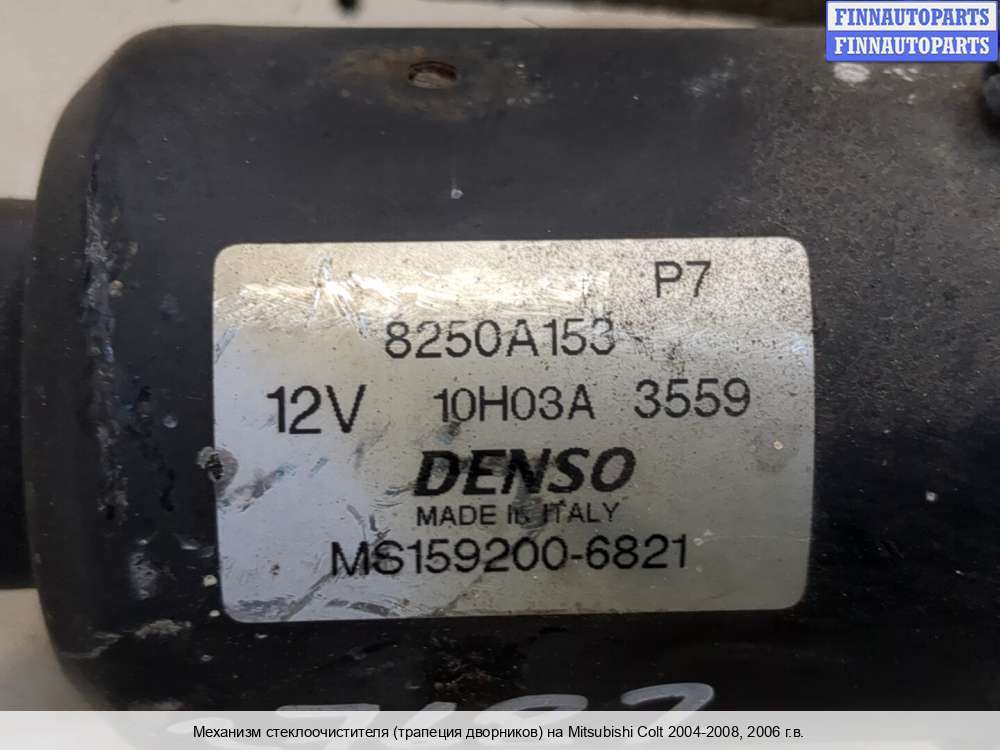 FINNAUTOPARTS
FINNAUTOPARTS
P7
8250A153
12V 10H03A 3559
DENSO
MADE IN ITALY
MS159200-6821
Механизм стеклоочистителя (трапеция дворников) на Mitsubishi Colt 2004-2008, 2006 г.в.